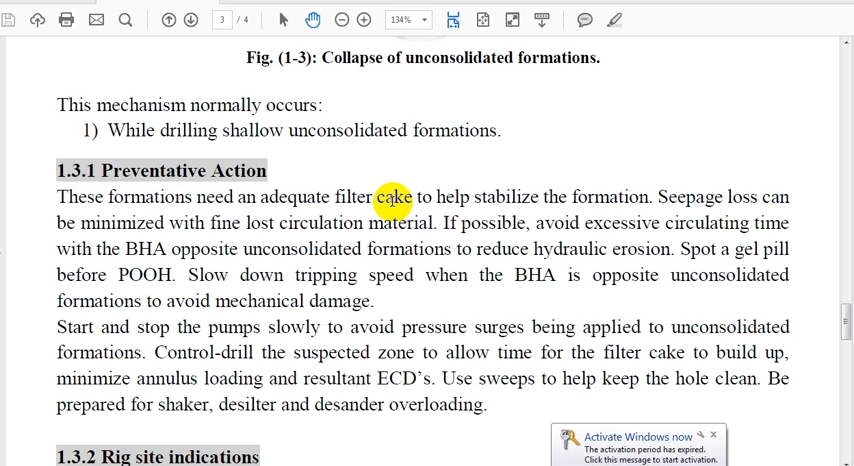 3 / 4
134%
Fig. (1-3): Collapse of unconsolidated formations.
This mechanism normally occurs:
1) While drilling shallow unconsolidated formations.
1.3.1 Preventative Action
These formations need an adequate filter cake to help stabilize the formation. Seepage loss can
be minimized with fine lost circulation material. If possible, avoid excessive circulating time
with the BHA opposite unconsolidated formations to reduce hydraulic erosion. Spot a gel pill
before POOH. Slow down tripping speed when the BHA is opposite unconsolidated
formations to avoid mechanical damage.
Start and stop the pumps slowly to avoid pressure surges being applied to unconsolidated
formations. Control-drill the suspected zone to allow time for the filter cake to build up,
minimize annulus loading and resultant ECD's. Use sweeps to help keep the hole clean. Be
prepared for shaker, desilter and desander overloading.
1.3.2 Rig site indications
Activate Windows now
The activation period has expired.
Click this message to start activation.